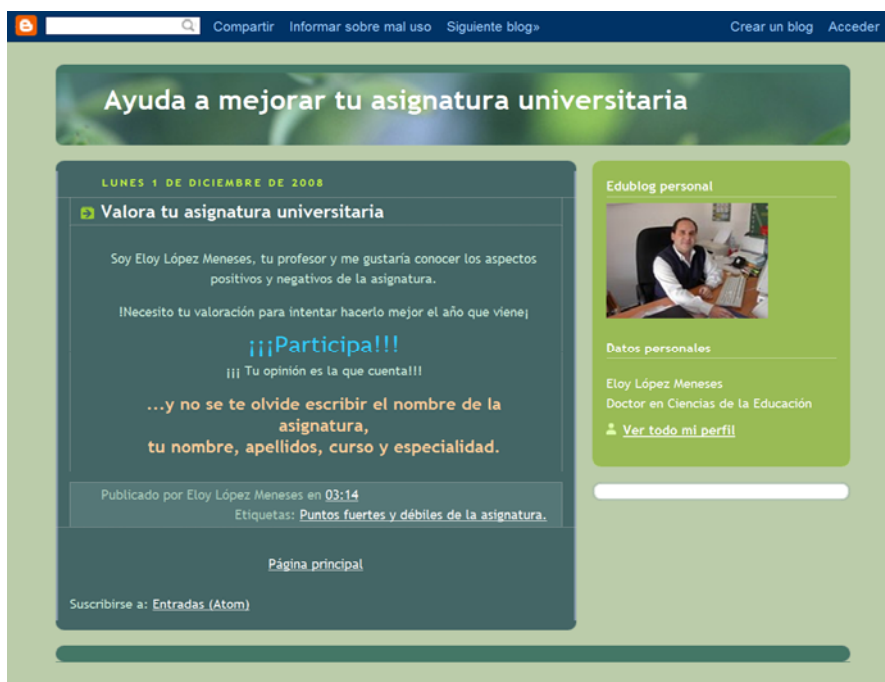 Compartir Informar sobre mal uso Siguiente blog» Crear un blog Acceder
Ayuda a mejorar tu asignatura universitaria
LUNES 1 DE DICIEMBRE DE 2008
Valora tu asignatura universitaria
Soy Eloy López Meneses, tu profesor y me gustaría conocer los aspectos
positivos y negativos de la asignatura.
!Necesito tu valoración para intentar hacerlo mejor el año que viene¡
¡¡¡Participa!!!
¡¡¡ Tu opinión es la que cuenta!!!
...y no se te olvide escribir el nombre de la
asignatura,
tu nombre, apellidos, curso y especialidad.
Publicado por Eloy López Meneses en 03:14
Etiquetas: Puntos fuertes y débiles de la asignatura.
Página principal
Suscribirse a: Entradas (Atom)
Edublog personal
Datos personales
Eloy López Meneses
Doctor en Ciencias de la Educación
Ver todo mi perfil